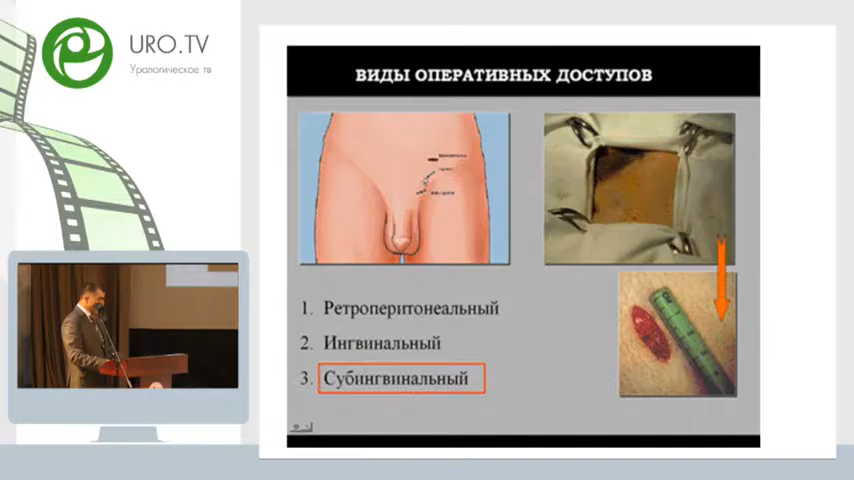 URO.TV
Урологическое тв
ВИДЫ ОПЕРАТИВНЫХ ДОСТУПОВ
1. Ретроперитонеальный
2. Ингвинальный
3. Субингвинальный